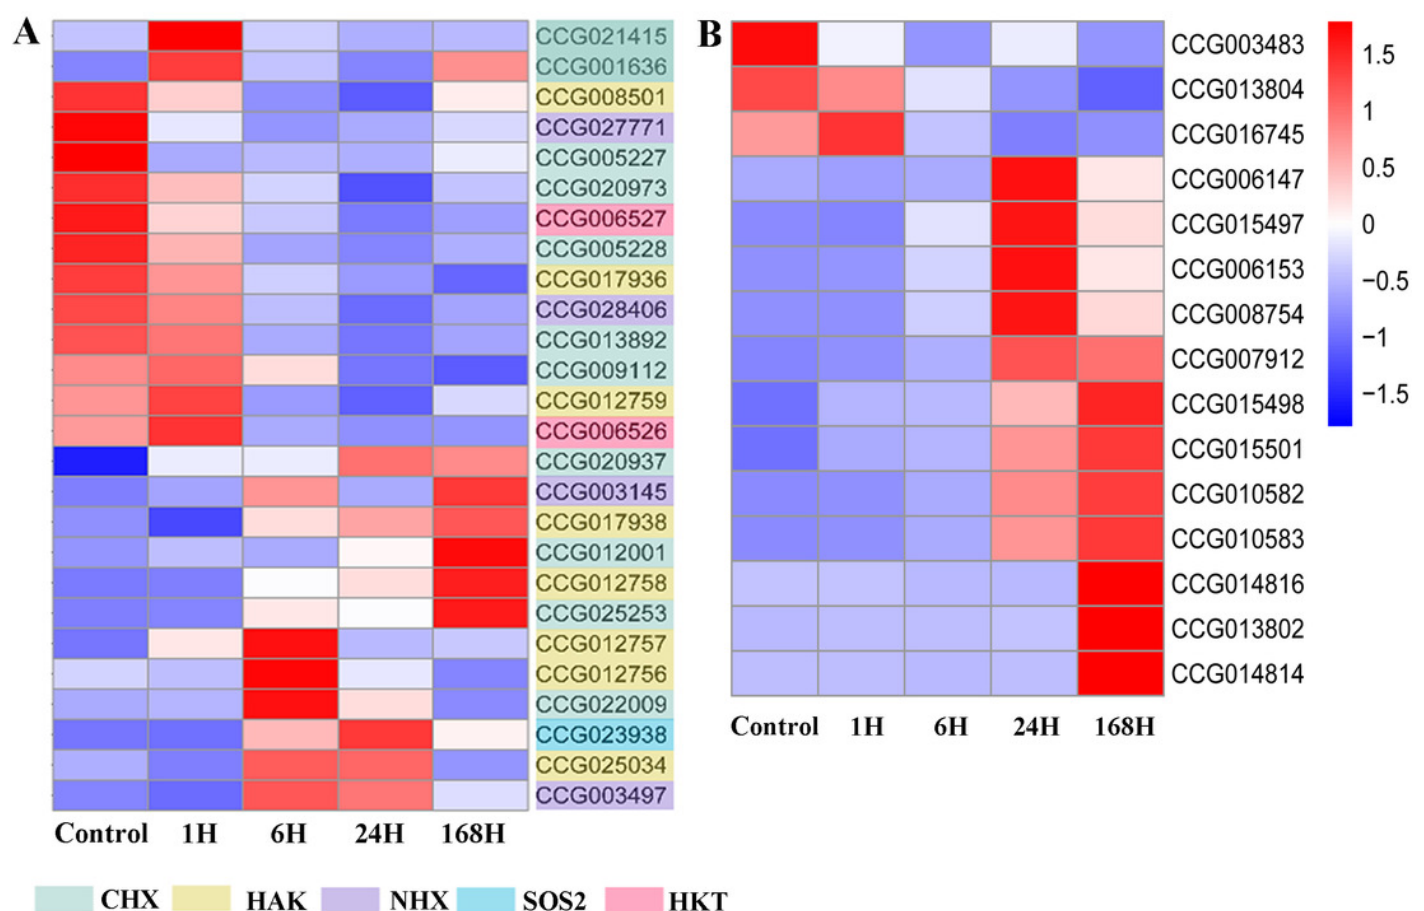 A
CCG021415
CCG001636
CCG008501
CCG027771
CCG005227
CCG020973
CCG006527
CCG005228
CCG017936
CCG028406
CCG013892
CCG009112
CCG012759
CCG006526
CCG020937
CCG003145
CCG017938
CCG012001
CCG012758
CCG025253
CCG012757
CCG012756
CCG022009
CCG023938
CCG025034
CCG003497
Control 1H 6H 24H 168H
CHX HAK NHX SOS2 HKT
B
CCG003483
CCG013804
CCG016745
CCG006147
CCG015497
CCG006153
CCG008754
CCG007912
CCG015498
CCG015501
CCG010582
CCG010583
CCG014816
CCG013802
CCG014814
Control 1H 6H 24H 168H
1.5
1
0.5
0
−0.5
−1
−1.5